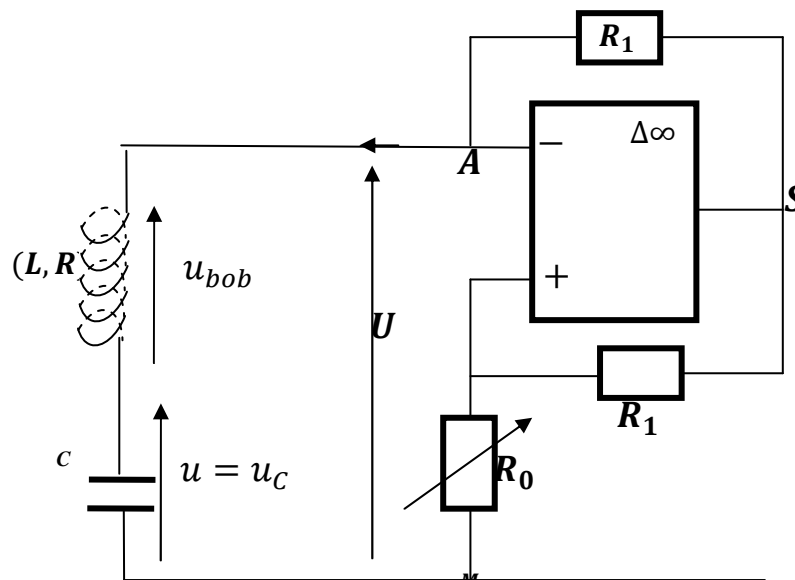 R₁
Δ∞
−
A
S
(L, R
u_bob
+
U
R₁
C
u = u_C
R₀
M